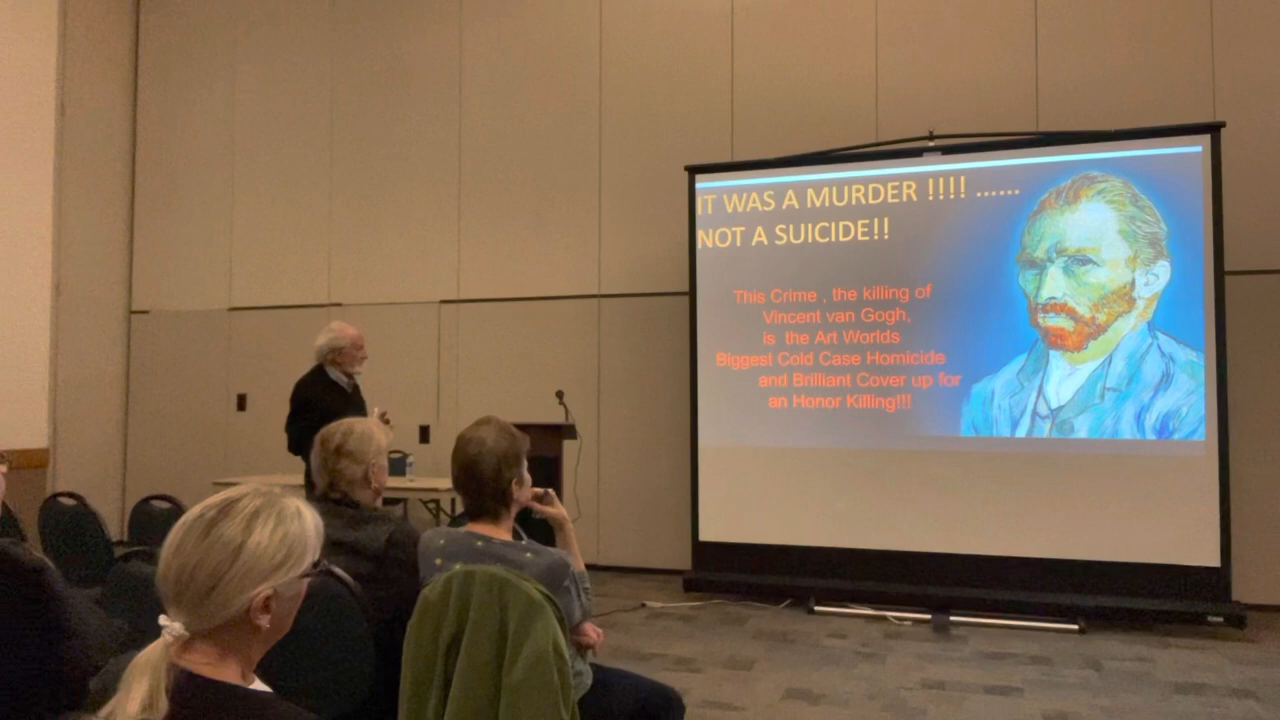 IT WAS A MURDER !!!! ......
NOT A SUICIDE!!
This Crime , the killing of
Vincent van Gogh,
is the Art Worlds
Biggest Cold Case Homicide
and Brilliant Cover up for
an Honor Killing!!!